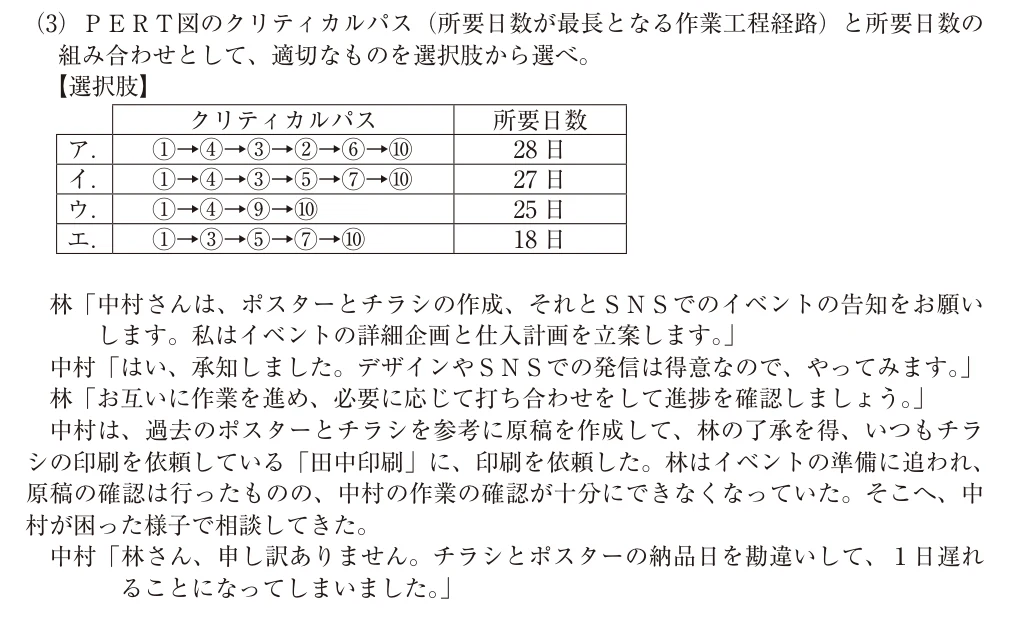 (3) ＰＥＲＴ図のクリティカルパス（所要日数が最長となる作業工程経路）と所要日数の
組み合わせとして、適切なものを選択肢から選べ。
【選択肢】
クリティカルパス 所要日数
ア． ①→④→③→②→⑥→⑩ 28 日
イ． ①→④→③→⑤→⑦→⑩ 27 日
ウ． ①→④→⑨→⑩ 25 日
エ． ①→③→⑤→⑦→⑩ 18 日
林「中村さんは、ポスターとチラシの作成、それとＳＮＳでのイベントの告知をお願い
します。私はイベントの詳細企画と仕入計画を立案します。」
中村「はい、承知しました。デザインやＳＮＳでの発信は得意なので、やってみます。」
林「お互いに作業を進め、必要に応じて打ち合わせをして進捗を確認しましょう。」
中村は、過去のポスターとチラシを参考に原稿を作成して、林の了承を得、いつもチラ
シの印刷を依頼している「田中印刷」に、印刷を依頼した。林はイベントの準備に追われ、
原稿の確認は行ったものの、中村の作業の確認が十分にできなくなっていた。そこへ、中
村が困った様子で相談してきた。
中村「林さん、申し訳ありません。チラシとポスターの納品日を勘違いして、１日遅れ
ることになってしまいました。」